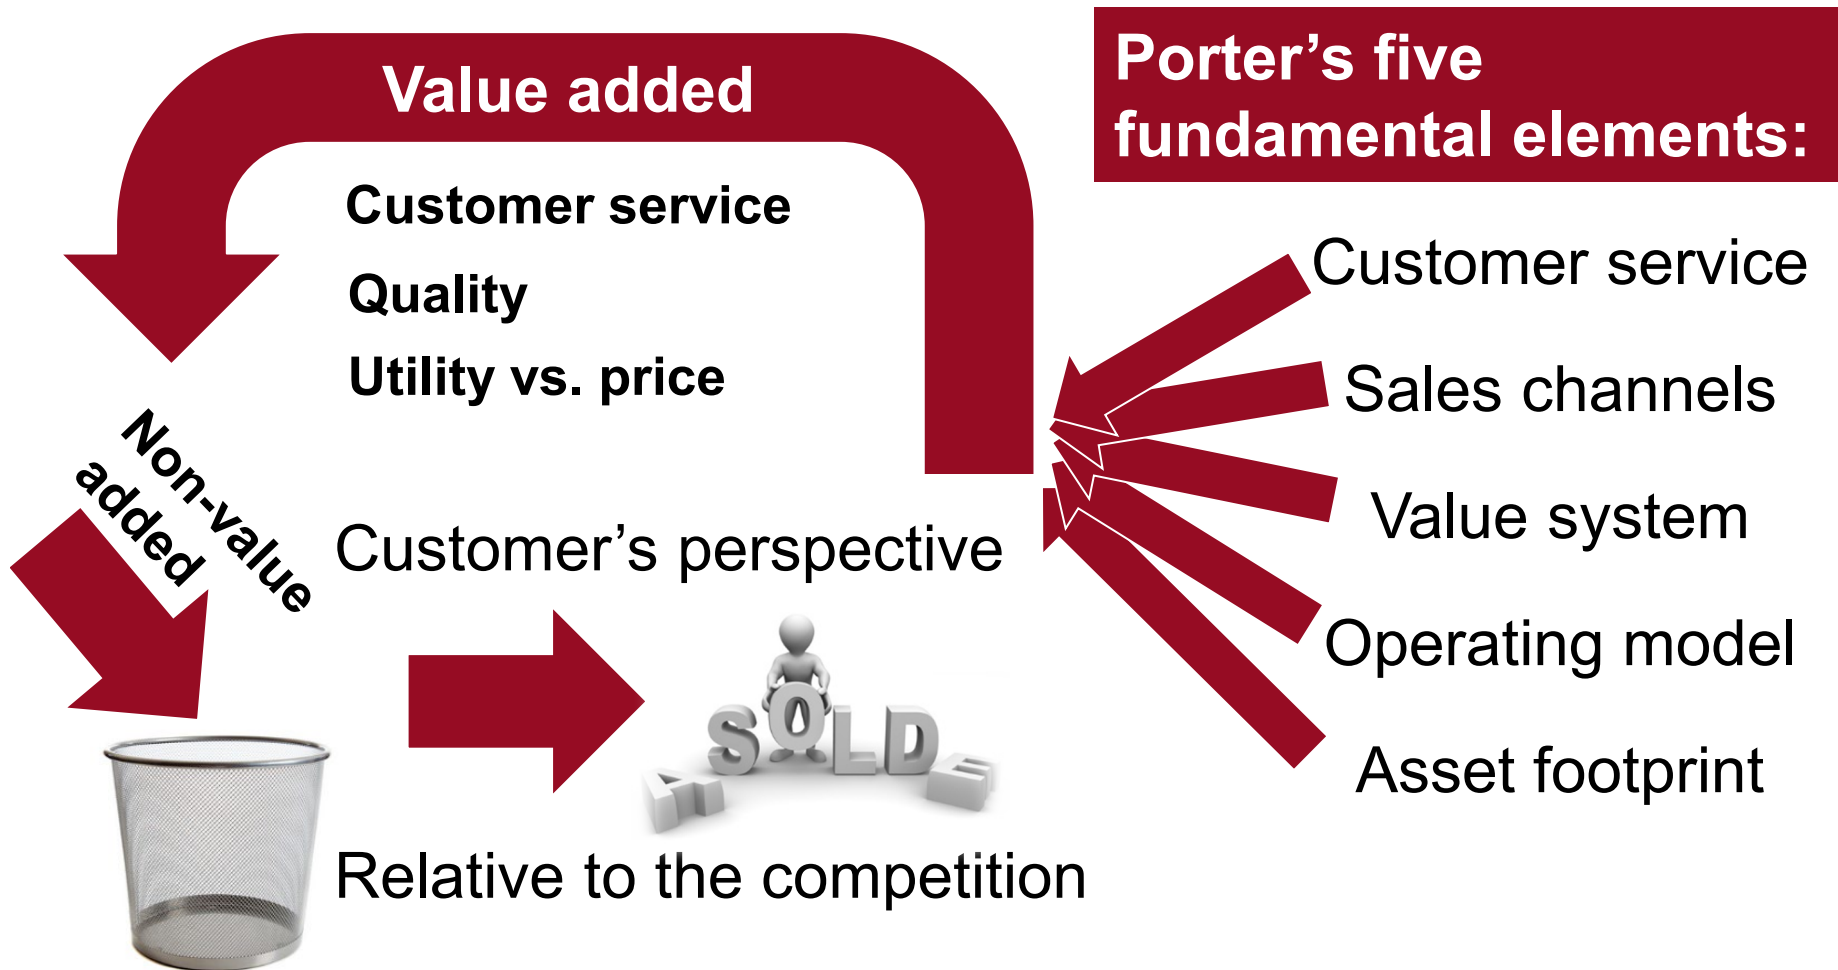 Value added
Customer service
Quality
Utility vs. price
Non-value
added
Customer’s perspective
A SOLD E
Relative to the competition
Porter’s five
fundamental elements:
Customer service
Sales channels
Value system
Operating model
Asset footprint